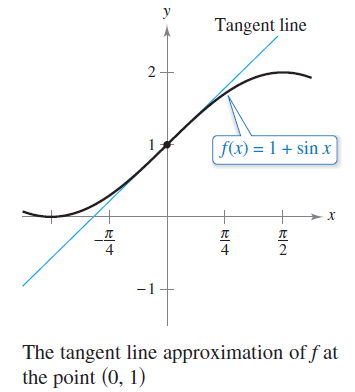 y
Tangent line
2
1
f(x) = 1 + sin x
x
−π/4
π/4
π/2
−1
The tangent line approximation of f at
the point (0, 1)